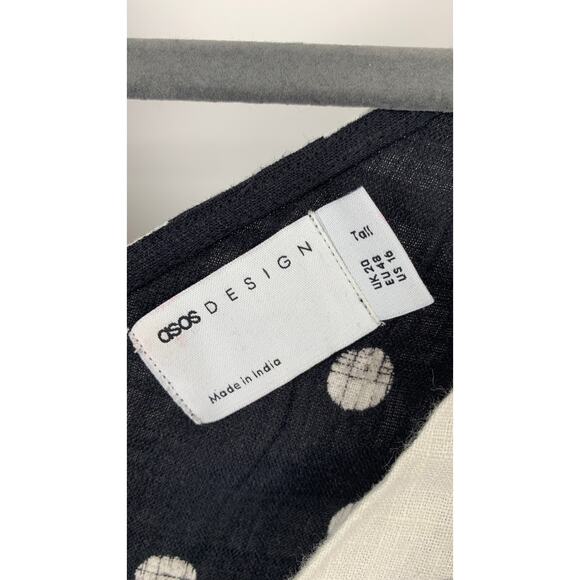 asos DESIGN
Made in India
Tall
UK 20
EU 48
US 16